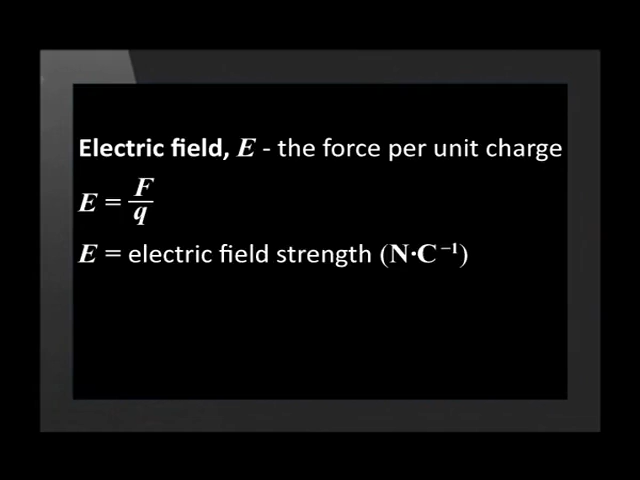 Electric field, E - the force per unit charge
E = F/q
E = electric field strength (N·C⁻¹)